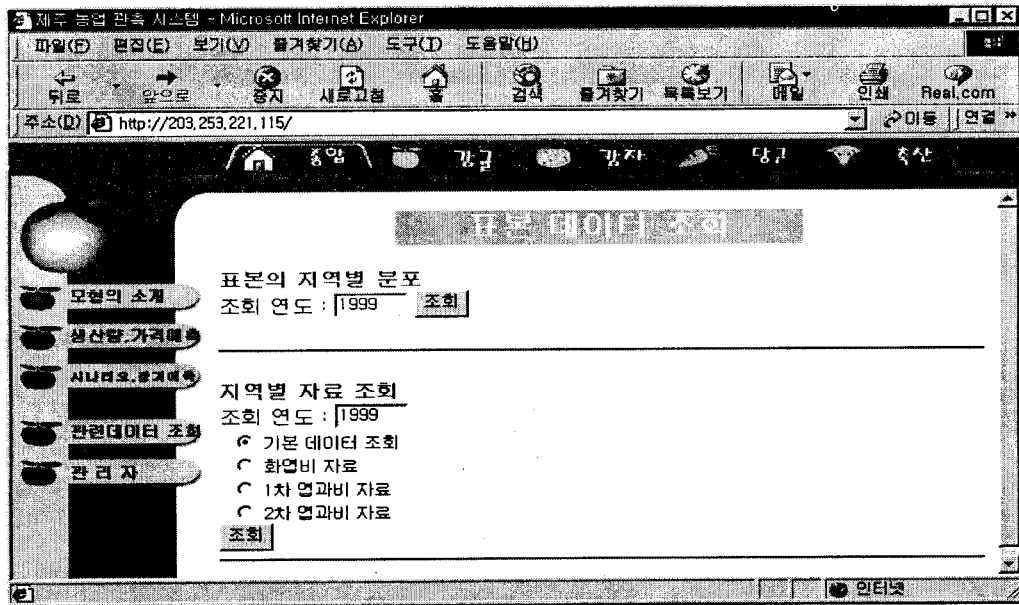 제주 농업 관측 시스템 - Microsoft Internet Explorer
파일(F) 편집(E) 보기(V) 즐겨찾기(A) 도구(T) 도움말(H)
뒤로 앞으로 중지 새로고침 홈 검색 즐겨찾기 목록보기 메일 인쇄 Real.com
주소(D) http://203.253.221.115/ 이동 연결 »
종합 감귤 감자 당근 축산
표본 데이터 조회
표본의 지역별 분포
조회 연도 : 1999 조회
모형의 소개
생산량,가격예측
시나리오,장기예측
지역별 자료 조회
조회 연도 : 1999
관련데이터 조회
기본 데이터 조회
화엽비 자료
관 리 자
1차 엽과비 자료
2차 엽과비 자료
조회
인터넷